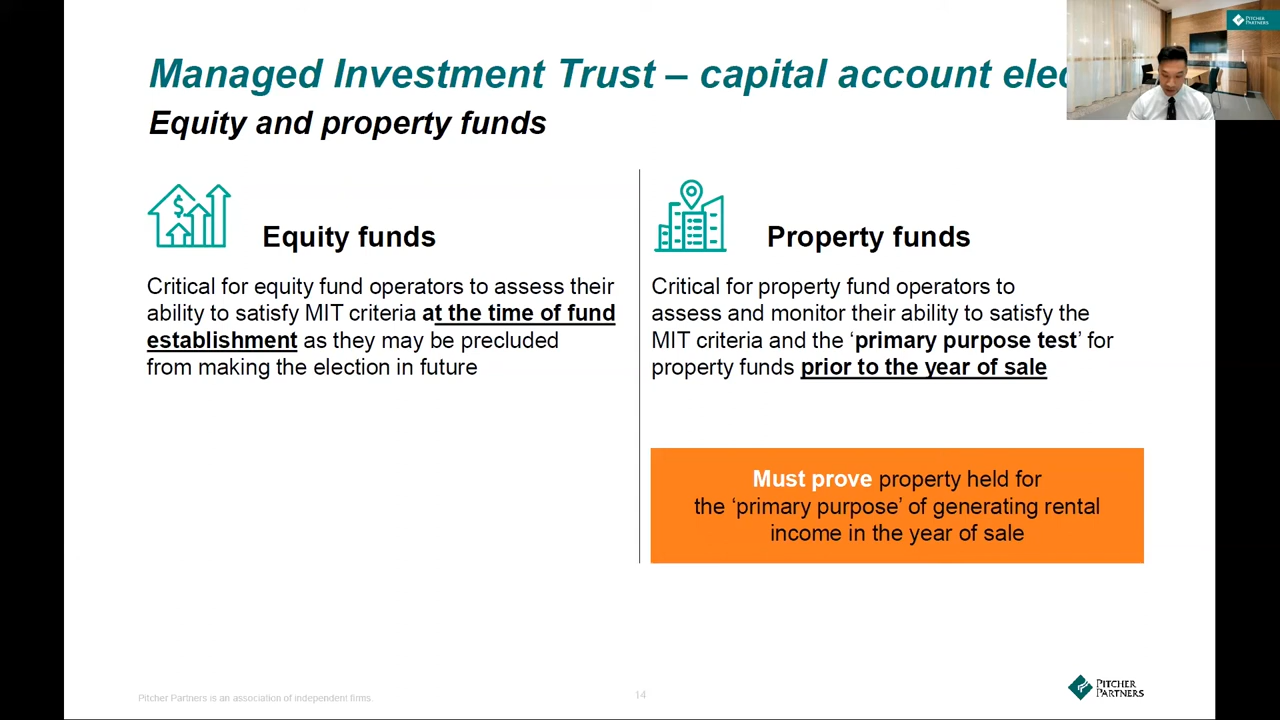 Managed Investment Trust – capital account elec
Equity and property funds
PITCHER
PARTNERS
$
Equity funds
Critical for equity fund operators to assess their
ability to satisfy MIT criteria at the time of fund
establishment as they may be precluded
from making the election in future
Property funds
Critical for property fund operators to
assess and monitor their ability to satisfy the
MIT criteria and the ‘primary purpose test’ for
property funds prior to the year of sale
Must prove property held for
the ‘primary purpose’ of generating rental
income in the year of sale
Pitcher Partners is an association of independent firms.
14
PITCHER
PARTNERS